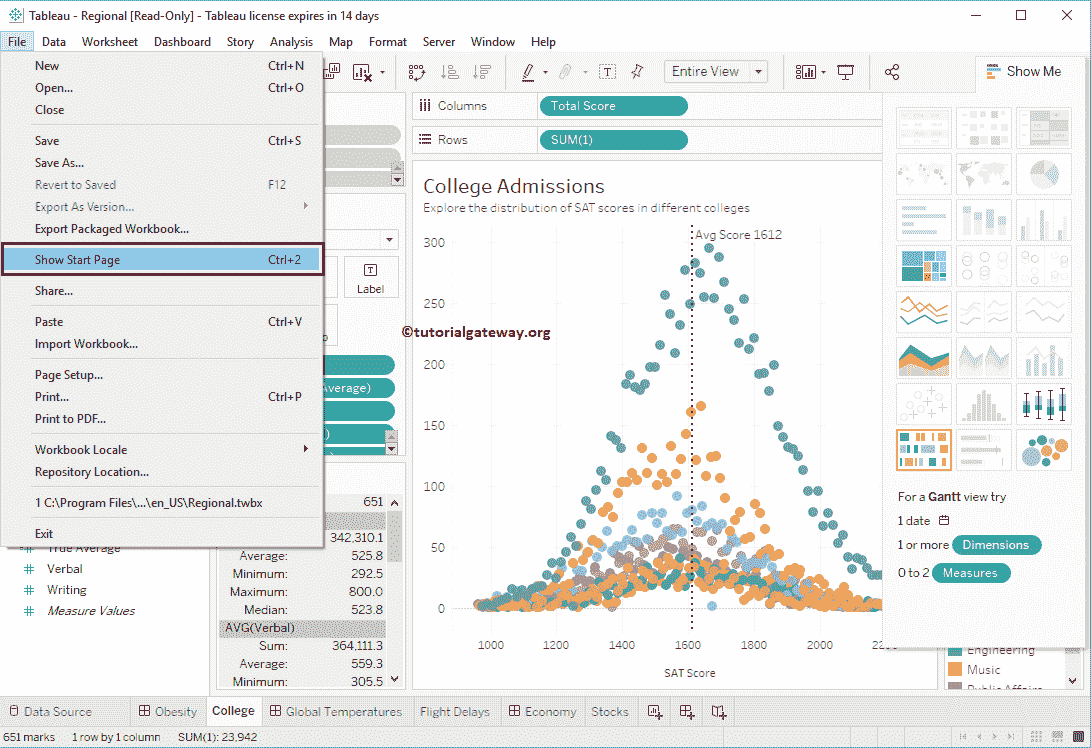 Tableau - Regional [Read-Only] - Tableau license expires in 14 days
File Data Worksheet Dashboard Story Analysis Map Format Server Window Help
New Ctrl+N
Open... Ctrl+O
Close
Save Ctrl+S
Save As...
Revert to Saved F12
Export As Version...
Export Packaged Workbook...
Show Start Page Ctrl+2
Share...
Paste Ctrl+V
Import Workbook...
Page Setup...
Print... Ctrl+P
Print to PDF...
Workbook Locale
Repository Location...
1 C:\Program Files\...\en_US\Regional.twbx
Exit
True Average
Verbal
Writing
Measure Values
T
Label
Average)
651
342,310.1
Average: 525.8
Minimum: 292.5
Maximum: 800.0
Median: 523.8
AVG(Verbal)
Sum: 364,111.3
Average: 559.3
Minimum: 305.5
T
Entire View
Columns Total Score
Rows SUM(1)
College Admissions
Explore the distribution of SAT scores in different colleges
Avg Score 1612
300
250
200
150
100
50
0
1000 1200 1400 1600 1800 2000
SAT Score
©tutorialgateway.org
Show Me
For a Gantt view try
1 date
1 or more Dimensions
0 to 2 Measures
Engineering
Music
Public Affairs
Data Source Obesity College Global Temperatures Flight Delays Economy Stocks
651 marks 1 row by 1 column SUM(1): 23,942